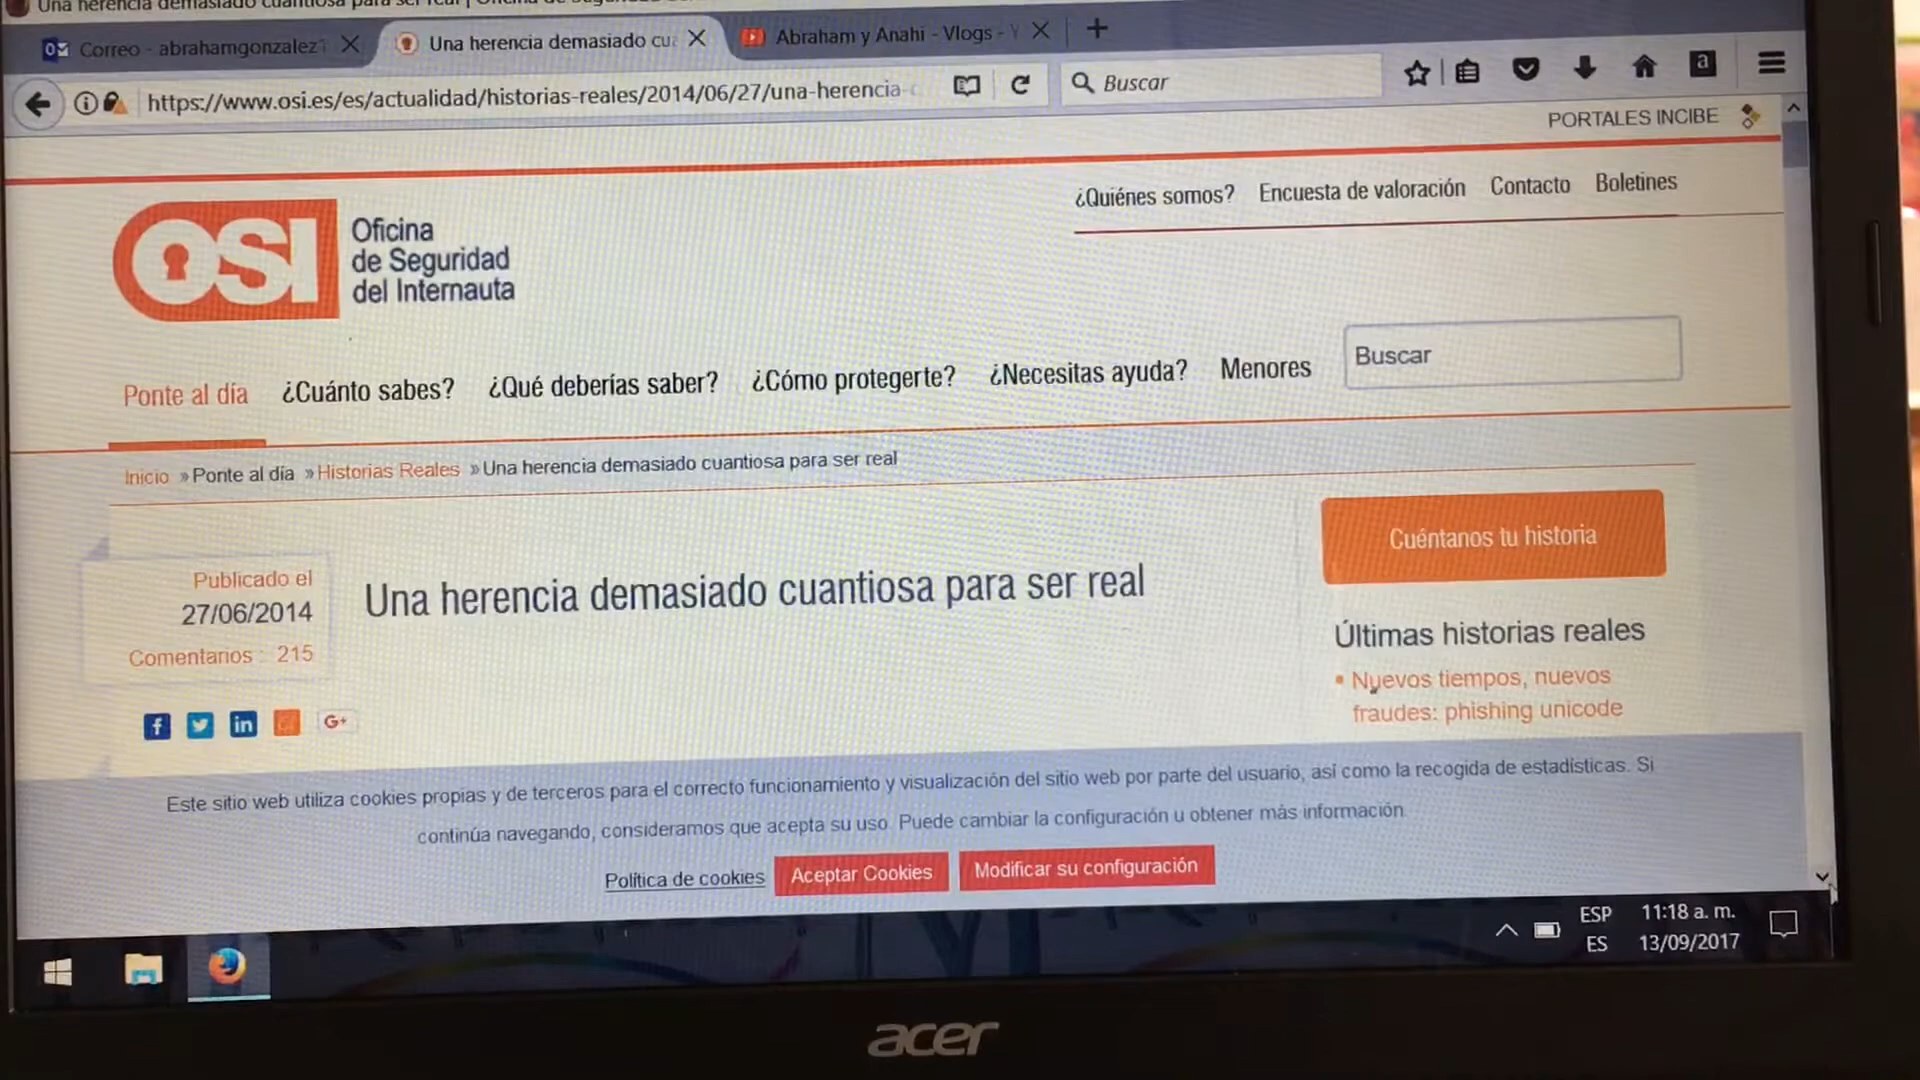 Una herencia demasiado cuantiosa para ser real | Oficina de
Correo - abrahamgonzalez1
Una herencia demasiado cua
Abraham y Anahi - Vlogs - Y
https://www.osi.es/es/actualidad/historias-reales/2014/06/27/una-herencia-
Buscar
PORTALES INCIBE
¿Quiénes somos? Encuesta de valoración Contacto Boletines
OSI
Oficina
de Seguridad
del Internauta
Ponte al día ¿Cuánto sabes? ¿Qué deberías saber? ¿Cómo protegerte? ¿Necesitas ayuda? Menores Buscar
Inicio » Ponte al día » Historias Reales » Una herencia demasiado cuantiosa para ser real
Publicado el
27/06/2014
Comentarios : 215
Una herencia demasiado cuantiosa para ser real
Cuéntanos tu historia
Últimas historias reales
• Nuevos tiempos, nuevos
fraudes: phishing unicode
f in G+
Este sitio web utiliza cookies propias y de terceros para el correcto funcionamiento y visualización del sitio web por parte del usuario, así como la recogida de estadísticas. Si
continúa navegando, consideramos que acepta su uso. Puede cambiar la configuración u obtener más información.
Política de cookies Aceptar Cookies Modificar su configuración
ESP
ES
11:18 a. m.
13/09/2017
acer